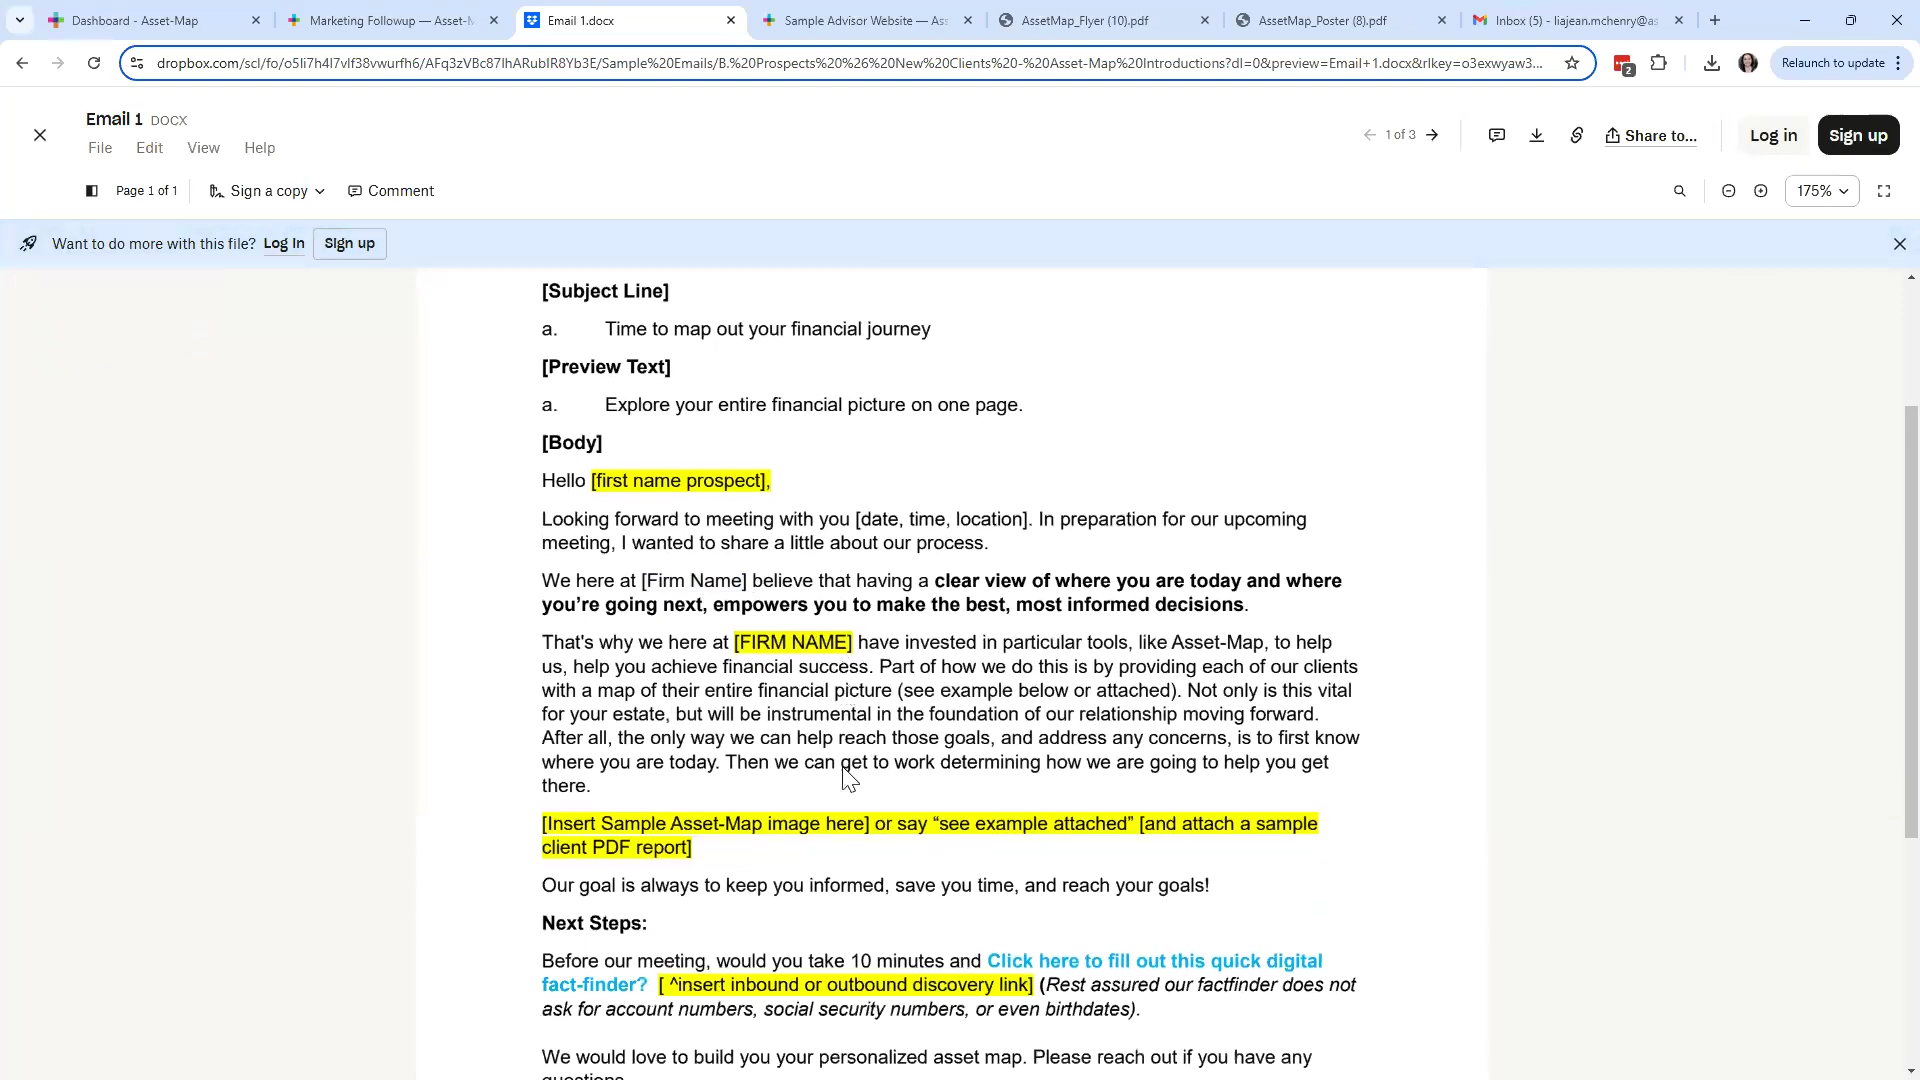 Dashboard - Asset-Map
Marketing Followup — Asset-M
Email 1.docx
Sample Advisor Website — Ass
AssetMap_Flyer (10).pdf
AssetMap_Poster (8).pdf
Inbox (5) - liajean.mchenry@as
dropbox.com/scl/fo/o5li7h4l7vlf38vwurfh6/AFq3zVBc87lhARublR8Yb3E/Sample%20Emails/B.%20Prospects%20%26%20New%20Clients%20-%20Asset-Map%20Introductions?dl=0&preview=Email+1.docx&rlkey=o3exwyaw3...
2
Relaunch to update
Email 1 DOCX
File Edit View Help
1 of 3
Share to...
Log in
Sign up
Page 1 of 1
Sign a copy
Comment
175%
Want to do more with this file? Log In Sign up
[Subject Line]
a. Time to map out your financial journey
[Preview Text]
a. Explore your entire financial picture on one page.
[Body]
Hello [first name prospect],
Looking forward to meeting with you [date, time, location]. In preparation for our upcoming
meeting, I wanted to share a little about our process.
We here at [Firm Name] believe that having a clear view of where you are today and where
you’re going next, empowers you to make the best, most informed decisions.
That's why we here at [FIRM NAME] have invested in particular tools, like Asset-Map, to help
us, help you achieve financial success. Part of how we do this is by providing each of our clients
with a map of their entire financial picture (see example below or attached). Not only is this vital
for your estate, but will be instrumental in the foundation of our relationship moving forward.
After all, the only way we can help reach those goals, and address any concerns, is to first know
where you are today. Then we can get to work determining how we are going to help you get
there.
[Insert Sample Asset-Map image here] or say “see example attached” [and attach a sample
client PDF report]
Our goal is always to keep you informed, save you time, and reach your goals!
Next Steps:
Before our meeting, would you take 10 minutes and Click here to fill out this quick digital
fact-finder? [ ^insert inbound or outbound discovery link] (Rest assured our factfinder does not
ask for account numbers, social security numbers, or even birthdates).
We would love to build you your personalized asset map. Please reach out if you have any
questions